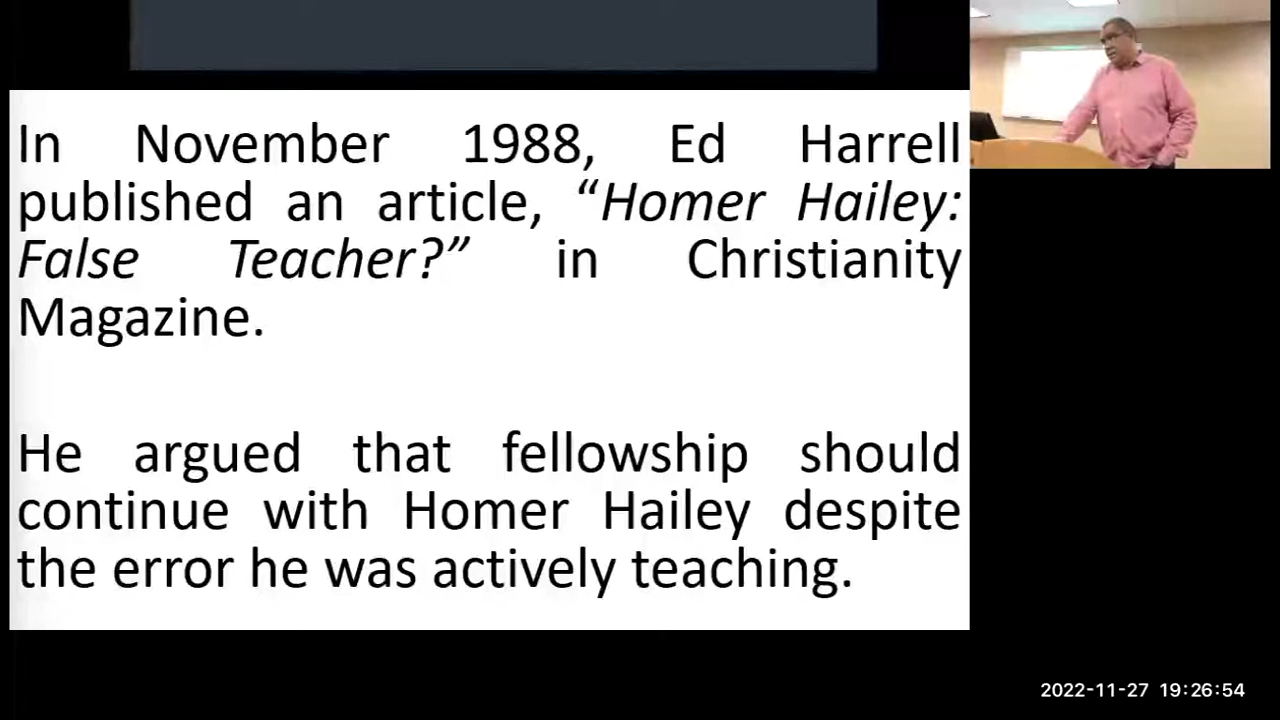 In November 1988, Ed Harrell
published an article, “Homer Hailey:
False Teacher?” in Christianity
Magazine.
He argued that fellowship should
continue with Homer Hailey despite
the error he was actively teaching.
2022-11-27 19:26:54